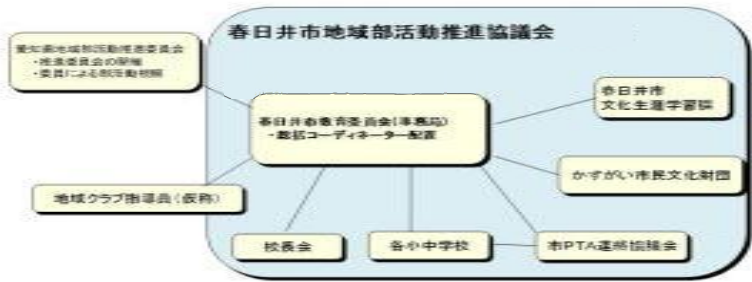 春日井市地域部活動推進協議会
愛知県地域部活動推進委員会
・推進委員会の開催
・委員による部活動視察
春日井市教育委員会(事務局)
・総括コーディネーター配置
春日井市
文化生涯学習課
かすがい市民文化財団
地域クラブ指導員(仮称)
校長会
各小中学校
市PTA連絡協議会